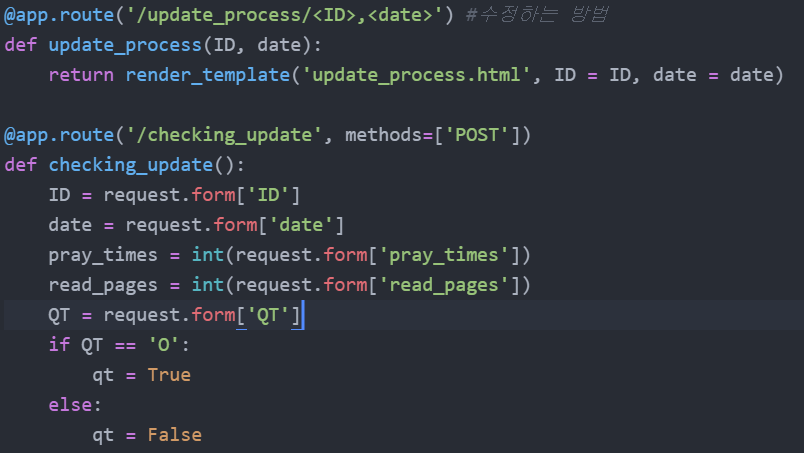 @app.route('/update_process/<ID>,<date>') #수정하는 방법
def update_process(ID, date):
    return render_template('update_process.html', ID = ID, date = date)
@app.route('/checking_update', methods=['POST'])
def checking_update():
    ID = request.form['ID']
    date = request.form['date']
    pray_times = int(request.form['pray_times'])
    read_pages = int(request.form['read_pages'])
    QT = request.form['QT']
    if QT == 'O':
        qt = True
    else:
        qt = False